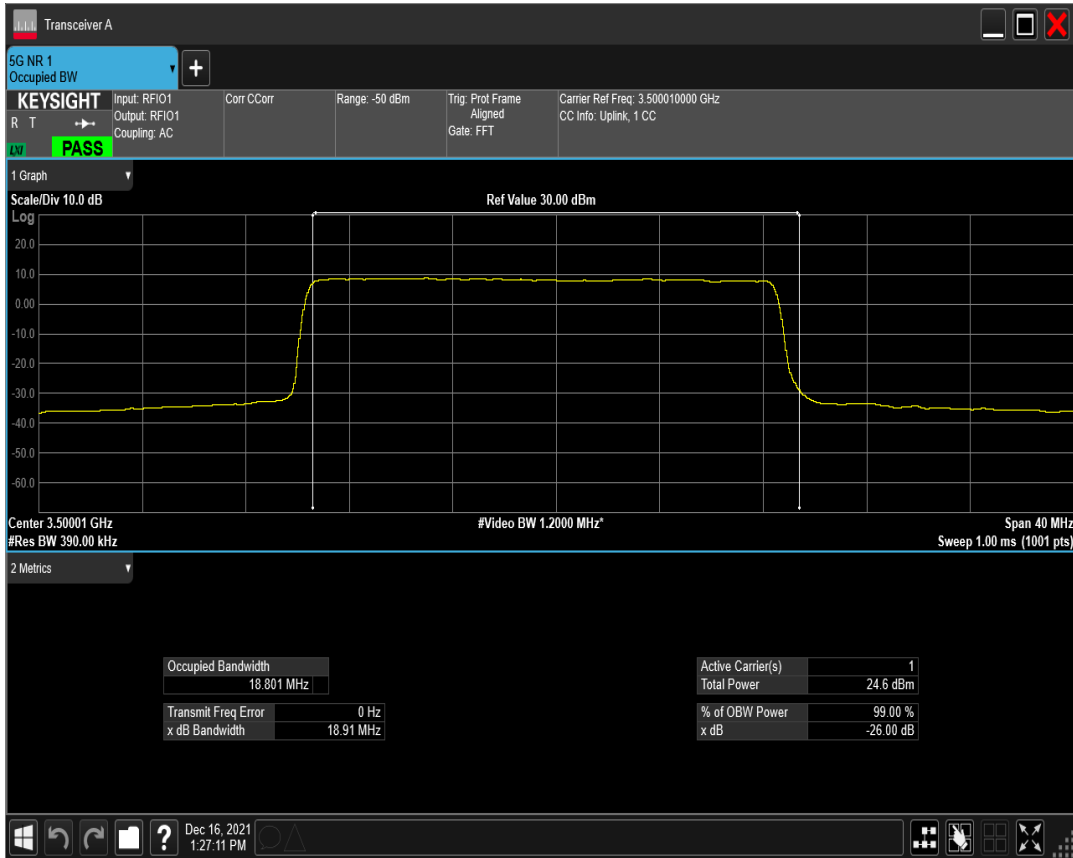 Transceiver A
5G NR 1
Occupied BW
KEYSIGHT
R T
LXI
PASS
Input: RFIO1
Output: RFIO1
Coupling: AC
Corr CCorr
Range: -50 dBm
Trig: Prot Frame
Aligned
Gate: FFT
Carrier Ref Freq: 3.500010000 GHz
CC Info: Uplink, 1 CC
1 Graph
Scale/Div 10.0 dB
Ref Value 30.00 dBm
Log
20.0
10.0
0.00
-10.0
-20.0
-30.0
-40.0
-50.0
-60.0
Center 3.50001 GHz
#Video BW 1.2000 MHz*
Span 40 MHz
#Res BW 390.00 kHz
Sweep 1.00 ms (1001 pts)
2 Metrics
Occupied Bandwidth
18.801 MHz
Transmit Freq Error 0 Hz
x dB Bandwidth 18.91 MHz
Active Carrier(s) 1
Total Power 24.6 dBm
% of OBW Power 99.00 %
x dB -26.00 dB
Dec 16, 2021
1:27:11 PM